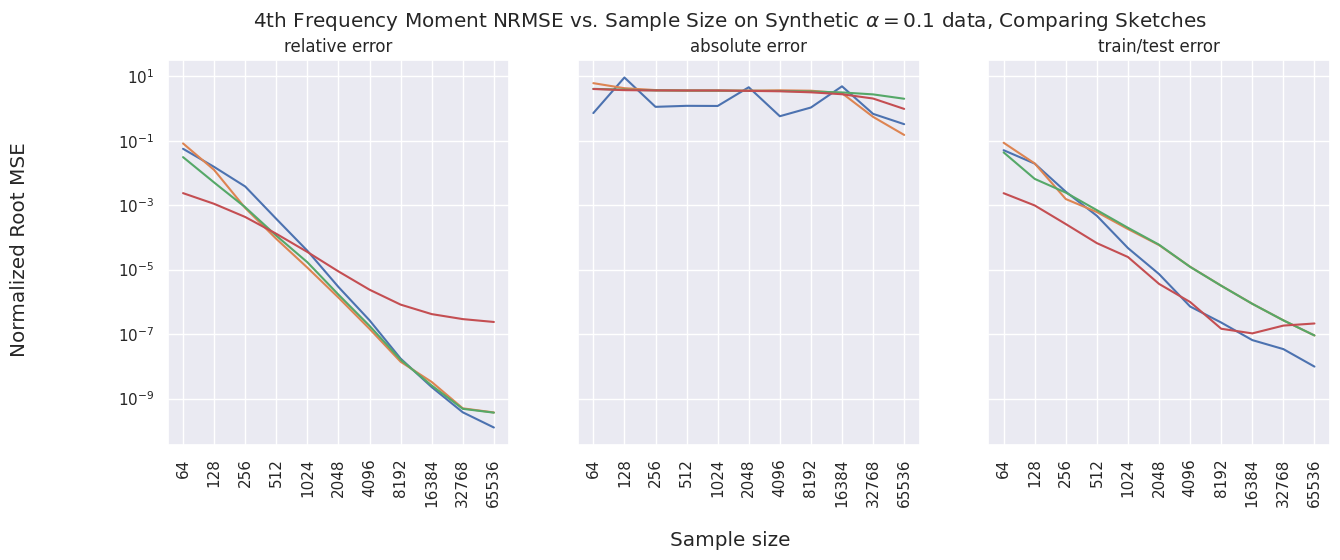 4th Frequency Moment NRMSE vs. Sample Size on Synthetic α = 0.1 data, Comparing Sketches
relative error
absolute error
train/test error
Normalized Root MSE
10^1
10^-1
10^-3
10^-5
10^-7
10^-9
64 128 256 512 1024 2048 4096 8192 16384 32768 65536
64 128 256 512 1024 2048 4096 8192 16384 32768 65536
64 128 256 512 1024 2048 4096 8192 16384 32768 65536
Sample size